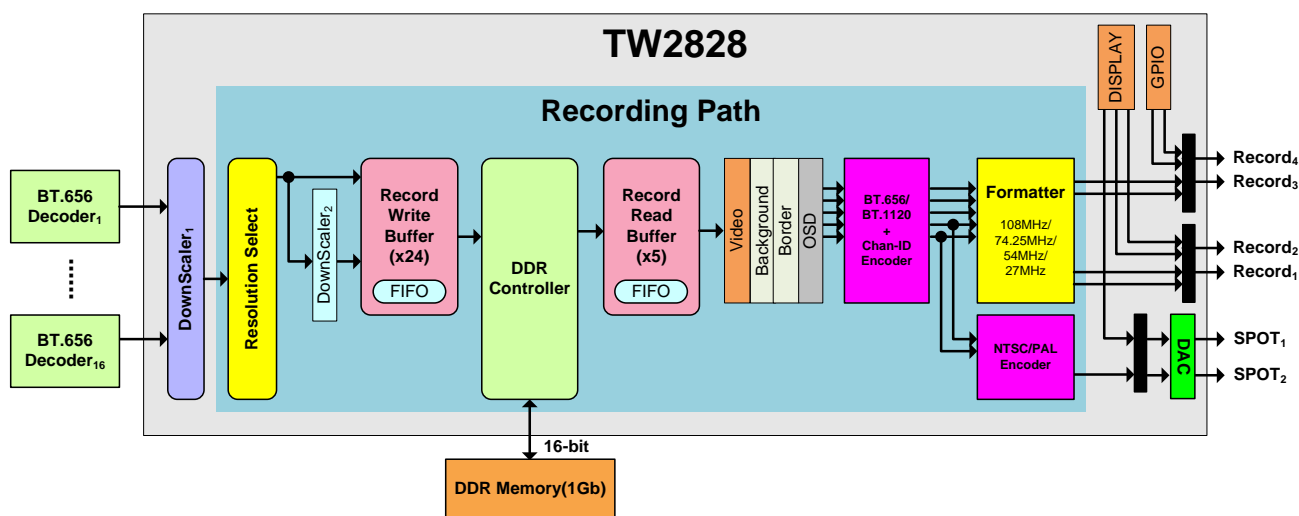 TW2828
Recording Path
BT.656
Decoder₁
BT.656
Decoder₁₆
DownScaler₁
Resolution Select
DownScaler₂
Record
Write
Buffer
(x24)
FIFO
DDR
Controller
Record
Read
Buffer
(x5)
FIFO
Video
Background
Border
OSD
BT.656/
BT.1120
+
Chan-ID
Encoder
Formatter
108MHz/
74.25MHz/
54MHz/
27MHz
NTSC/PAL
Encoder
DISPLAY
GPIO
DAC
Record₄
Record₃
Record₂
Record₁
SPOT₁
SPOT₂
16-bit
DDR Memory(1Gb)